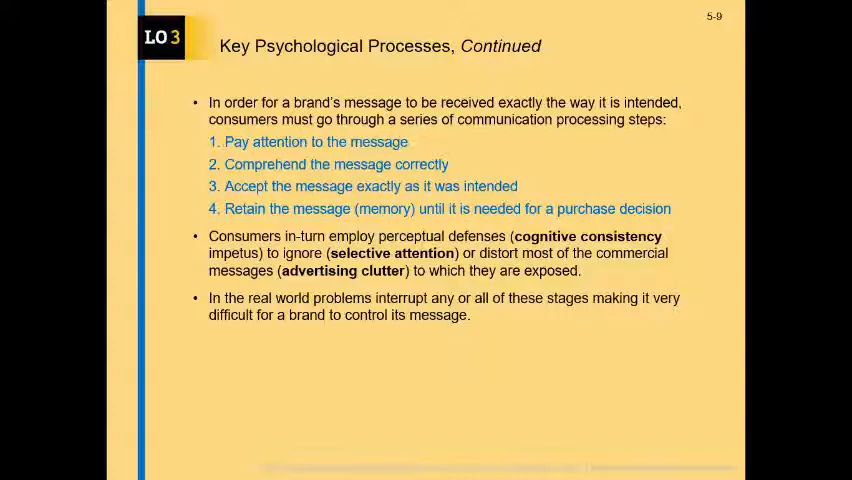 5-9
LO 3
Key Psychological Processes, Continued
• In order for a brand's message to be received exactly the way it is intended,
consumers must go through a series of communication processing steps:
1. Pay attention to the message
2. Comprehend the message correctly
3. Accept the message exactly as it was intended
4. Retain the message (memory) until it is needed for a purchase decision
• Consumers in-turn employ perceptual defenses (cognitive consistency
impetus) to ignore (selective attention) or distort most of the commercial
messages (advertising clutter) to which they are exposed.
• In the real world problems interrupt any or all of these stages making it very
difficult for a brand to control its message.